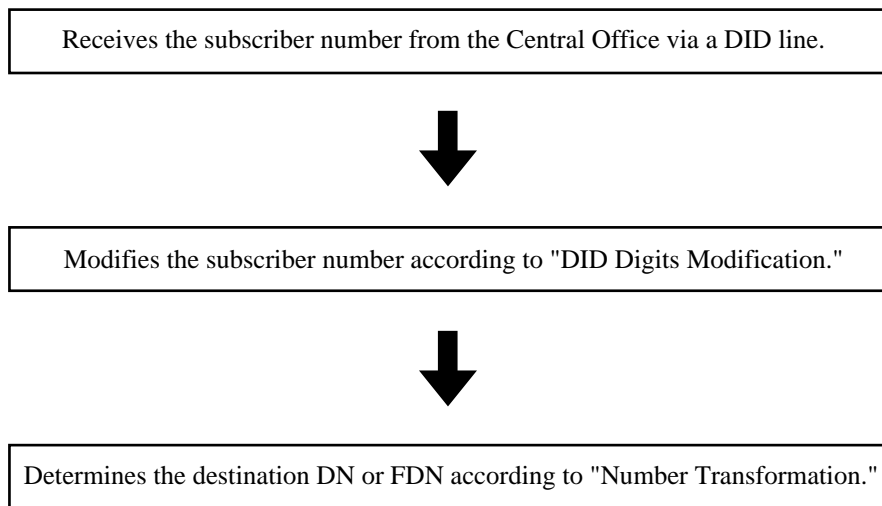 Receives the subscriber number from the Central Office via a DID line.
Modifies the subscriber number according to "DID Digits Modification."
Determines the destination DN or FDN according to "Number Transformation."